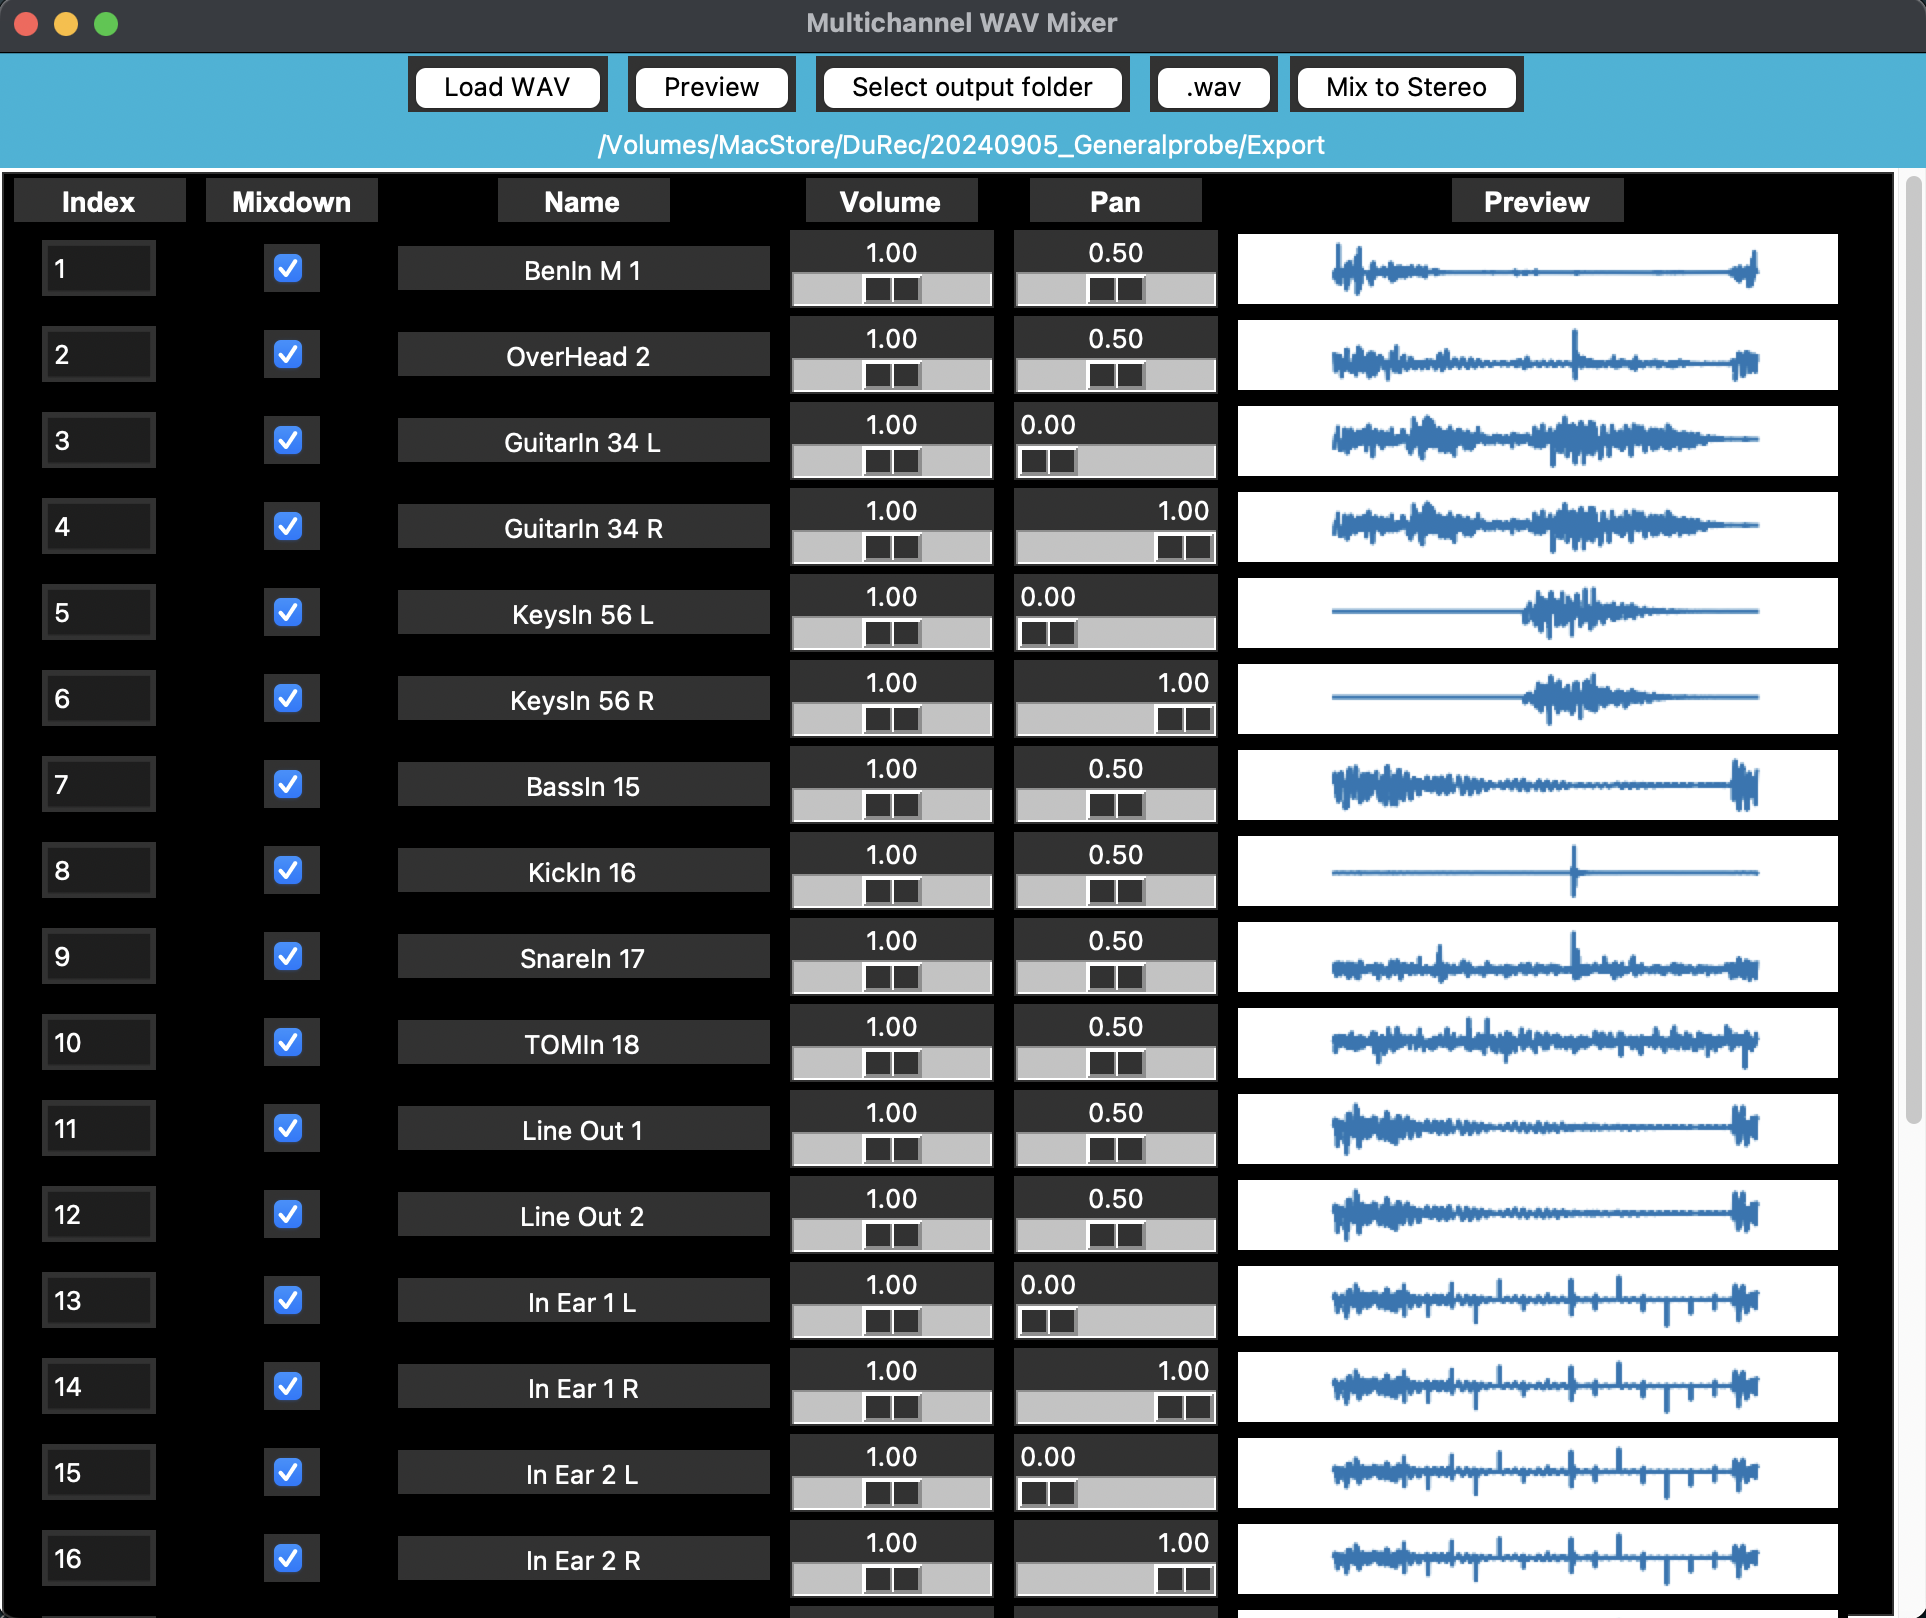 Multichannel WAV Mixer
Load WAV Preview Select output folder .wav Mix to Stereo
/Volumes/MacStore/DuRec/20240905_Generalprobe/Export
Index Mixdown Name Volume Pan Preview
1 BenIn M 1 1.00 0.50
2 OverHead 2 1.00 0.50
3 GuitarIn 34 L 1.00 0.00
4 GuitarIn 34 R 1.00 1.00
5 KeysIn 56 L 1.00 0.00
6 KeysIn 56 R 1.00 1.00
7 BassIn 15 1.00 0.50
8 KickIn 16 1.00 0.50
9 SnareIn 17 1.00 0.50
10 TOMIn 18 1.00 0.50
11 Line Out 1 1.00 0.50
12 Line Out 2 1.00 0.50
13 In Ear 1 L 1.00 0.00
14 In Ear 1 R 1.00 1.00
15 In Ear 2 L 1.00 0.00
16 In Ear 2 R 1.00 1.00